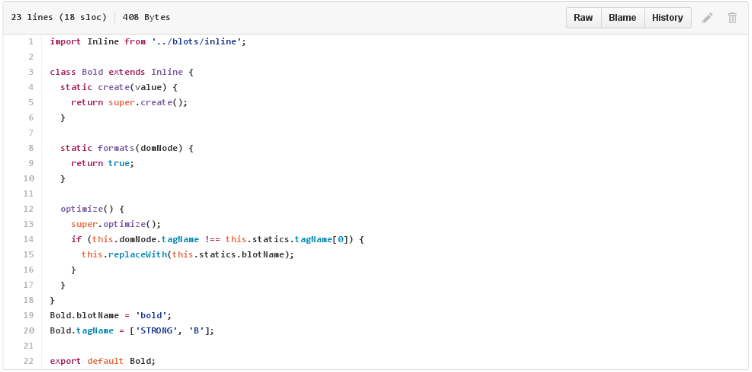 23 lines (18 sloc) 408 Bytes Raw Blame History
1 import Inline from '../blots/inline';
2
3 class Bold extends Inline {
4 static create(value) {
5 return super.create();
6 }
7
8 static formats(domNode) {
9 return true;
10 }
11
12 optimize() {
13 super.optimize();
14 if (this.domNode.tagName !== this.statics.tagName[0]) {
15 this.replaceWith(this.statics.blotName);
16 }
17 }
18 }
19 Bold.blotName = 'bold';
20 Bold.tagName = ['STRONG', 'B'];
21
22 export default Bold;